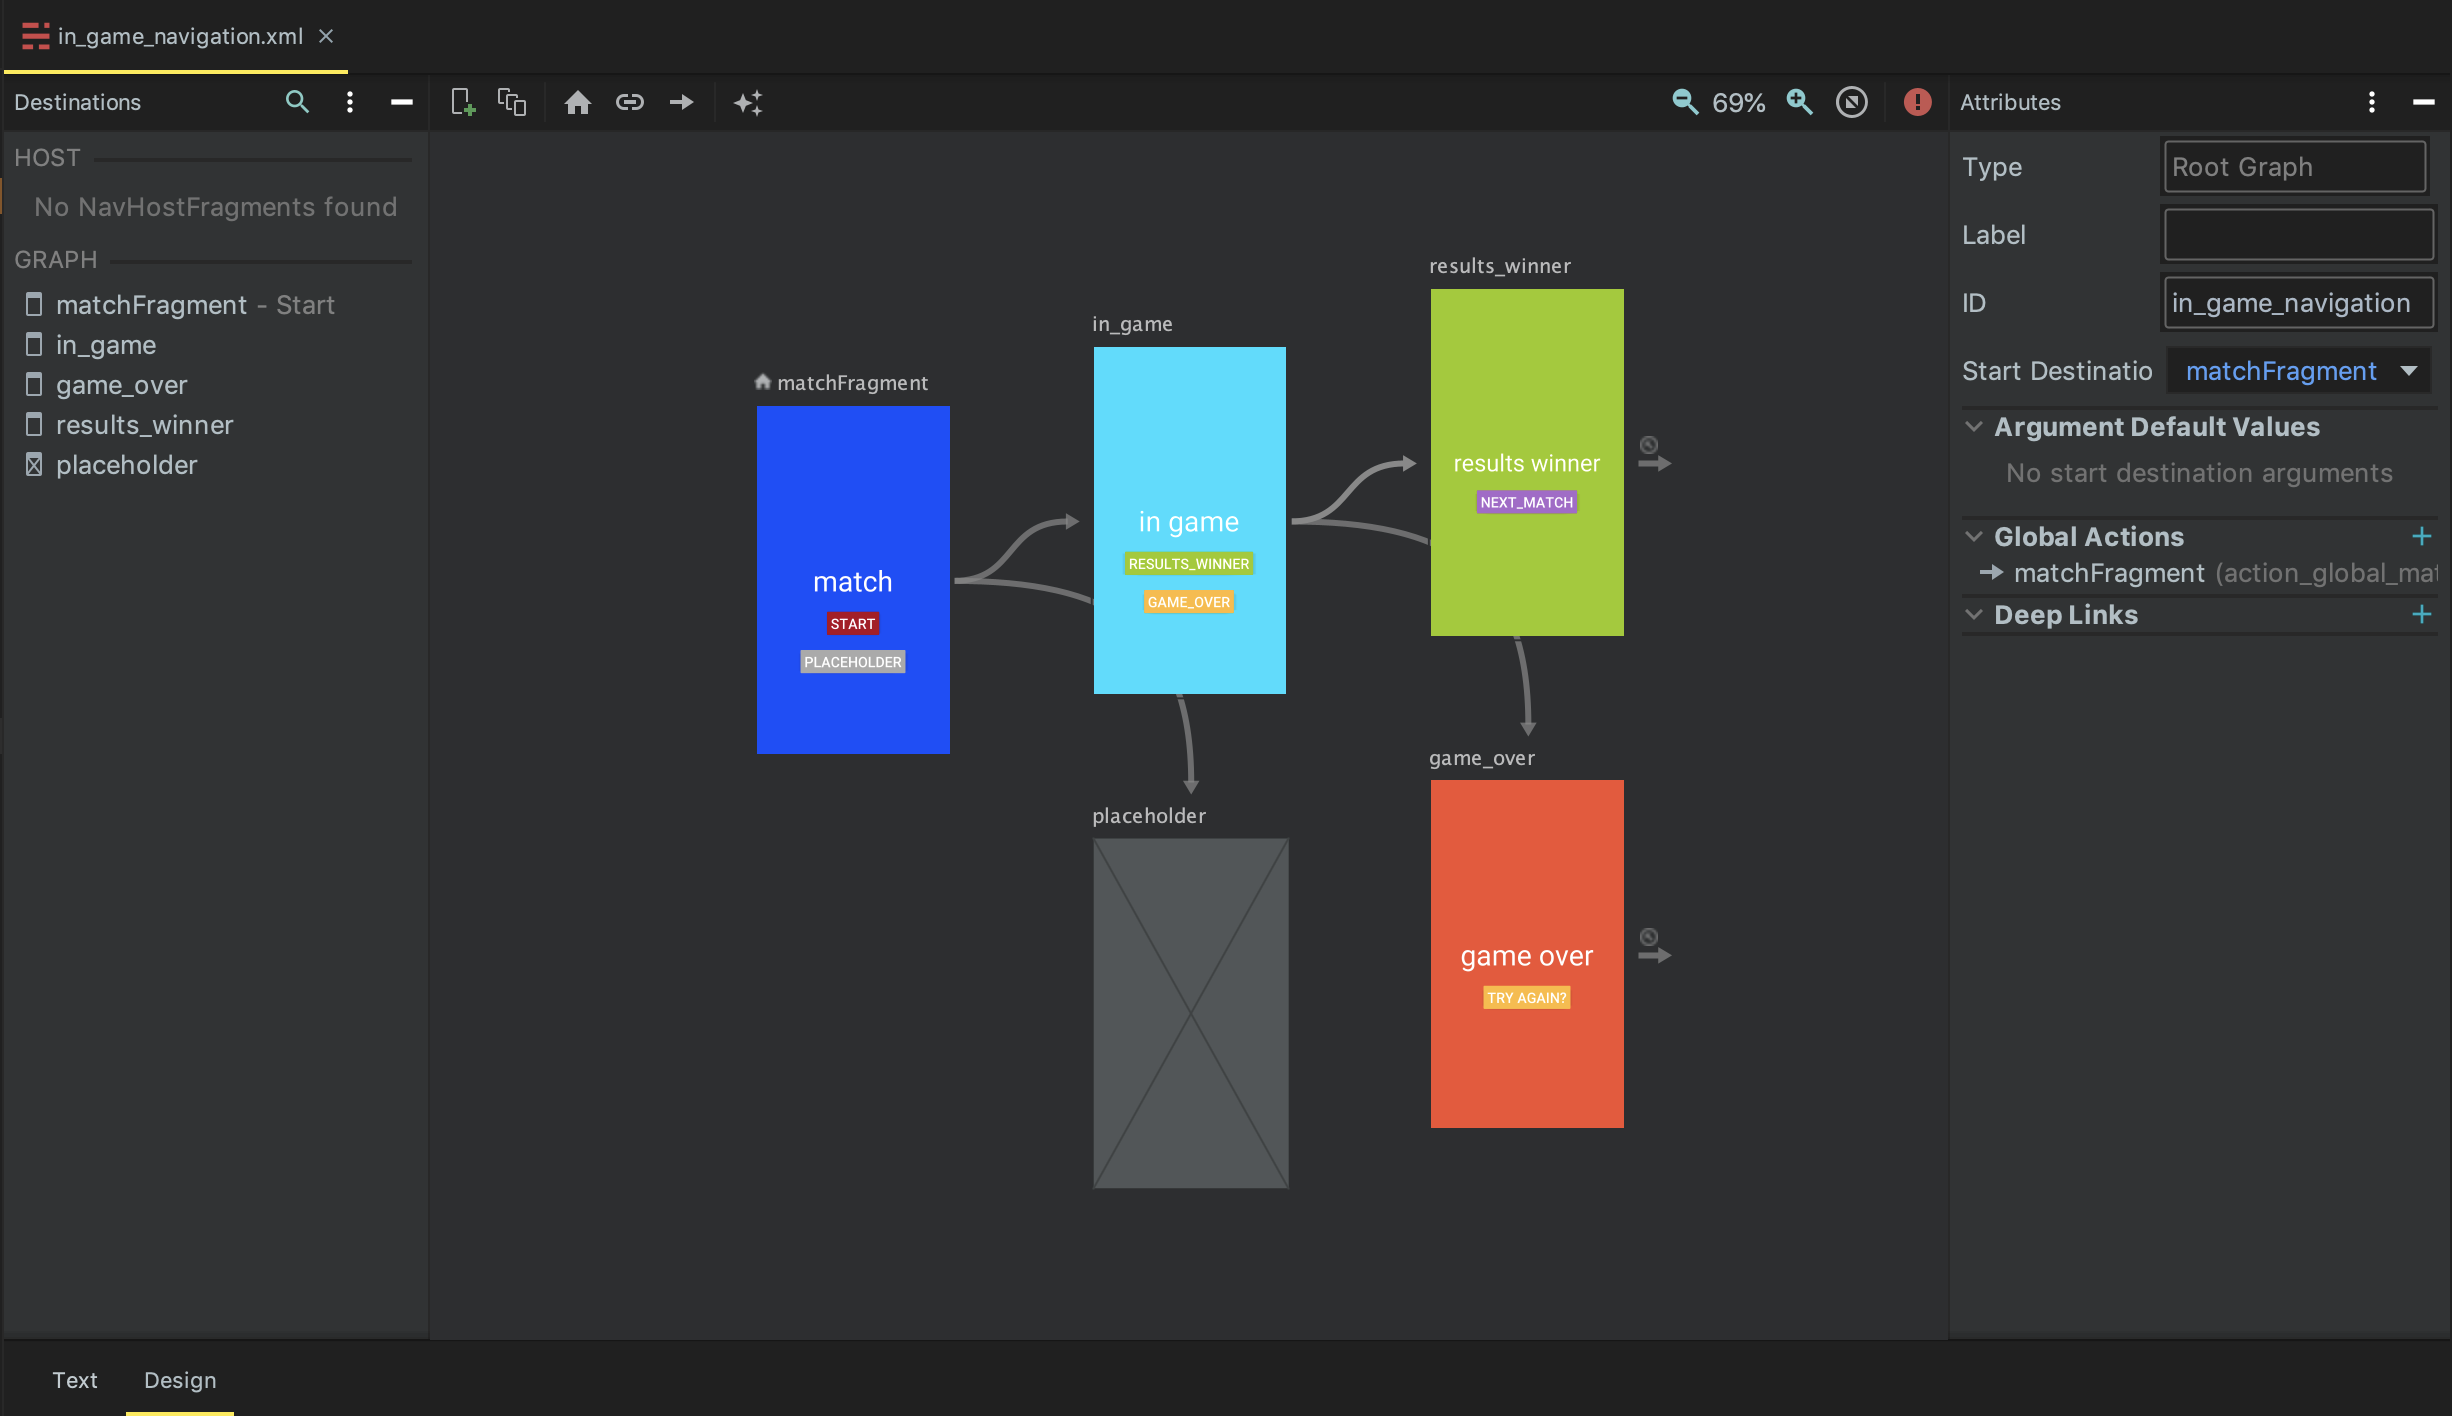 in_game_navigation.xml
Destinations
69%
Attributes
HOST
No NavHostFragments found
GRAPH
matchFragment - Start
in_game
game_over
results_winner
placeholder
matchFragment
match
START
PLACEHOLDER
in_game
in game
RESULTS_WINNER
GAME_OVER
results_winner
results winner
NEXT_MATCH
placeholder
game_over
game over
TRY AGAIN?
Type
Root Graph
Label
ID
in_game_navigation
Start Destinatio
matchFragment
Argument Default Values
No start destination arguments
Global Actions
matchFragment (action_global_mat
Deep Links
Text
Design